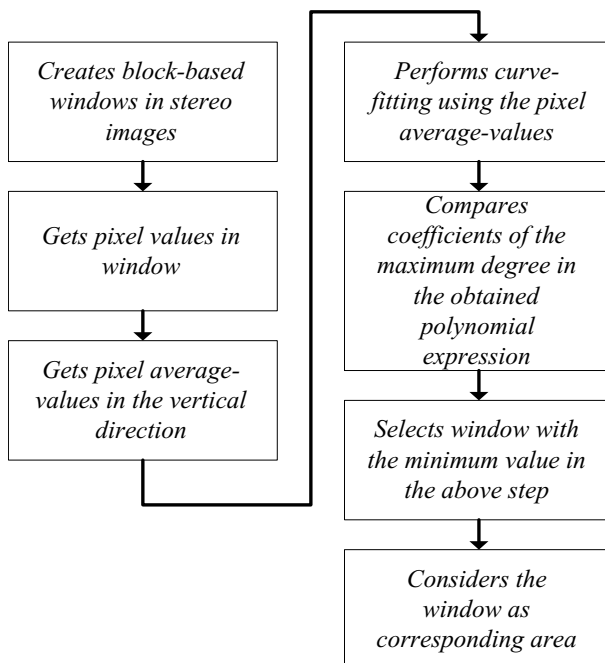 Creates block-based
windows in stereo
images
Gets pixel values in
window
Gets pixel average-
values in the vertical
direction
Performs curve-
fitting using the pixel
average-values
Compares
coefficients of the
maximum degree in
the obtained
polynomial
expression
Selects window with
the minimum value in
the above step
Considers the
window as
corresponding area